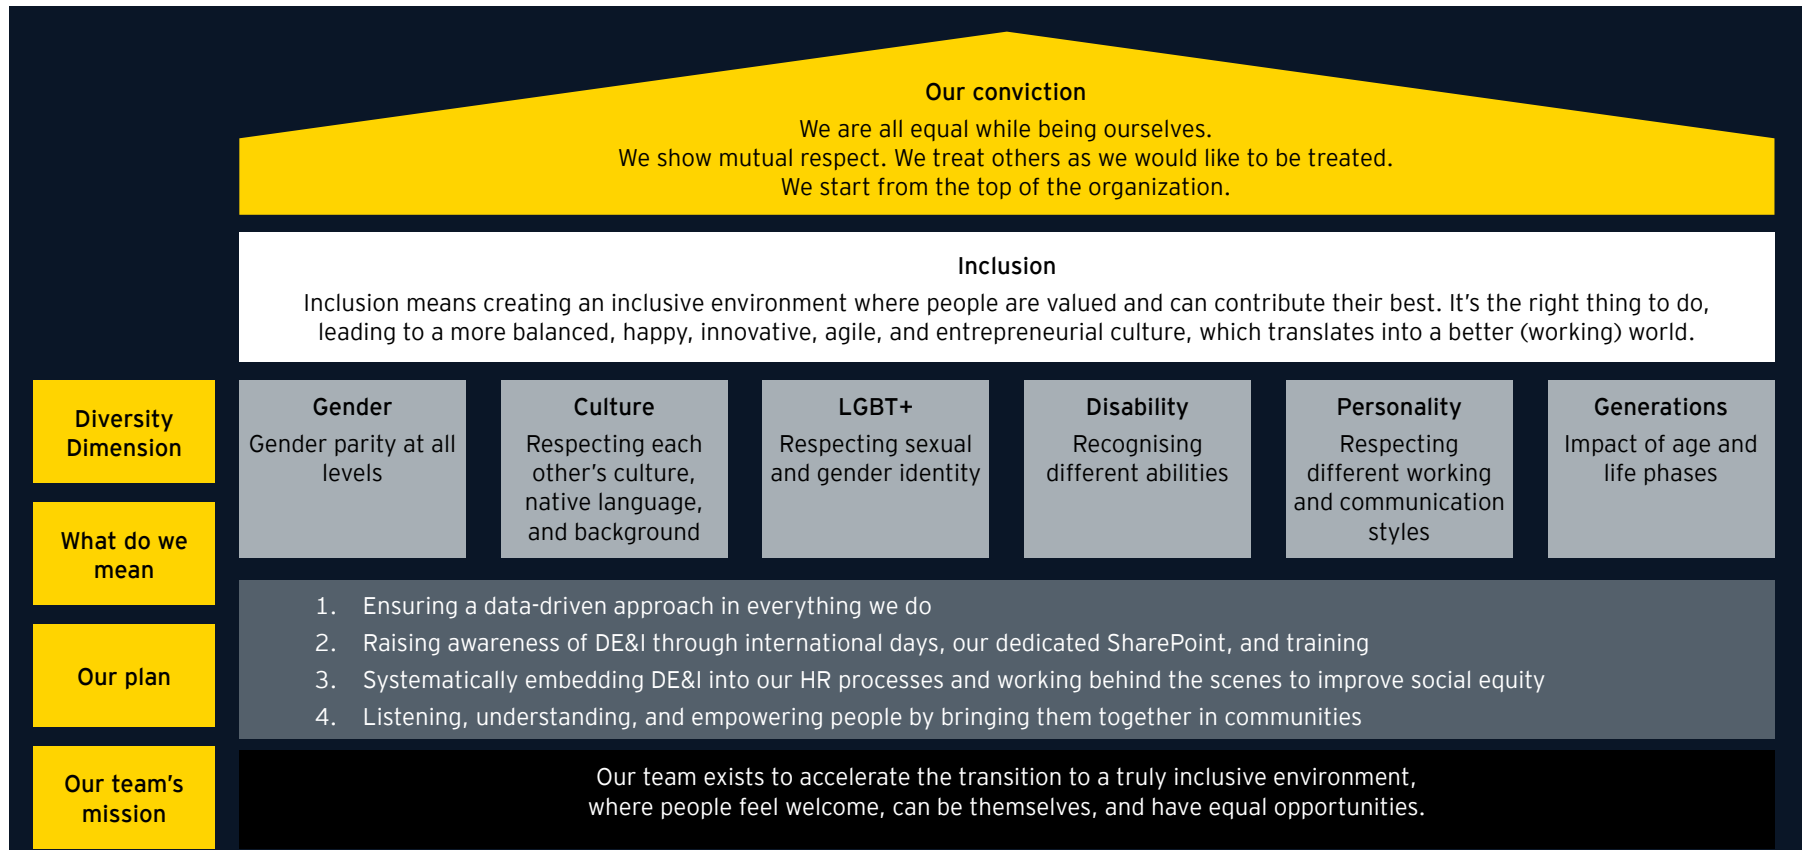 Our conviction
We are all equal while being ourselves.
We show mutual respect. We treat others as we would like to be treated.
We start from the top of the organization.
Inclusion
Inclusion means creating an inclusive environment where people are valued and can contribute their best. It’s the right thing to do,
leading to a more balanced, happy, innovative, agile, and entrepreneurial culture, which translates into a better (working) world.
Diversity
Dimension
Gender
Gender parity at all
levels
Culture
Respecting each
other’s culture,
native language,
and background
LGBT+
Respecting sexual
and gender identity
Disability
Recognising
different abilities
Personality
Respecting
different working
and communication
styles
Generations
Impact of age and
life phases
What do we
mean
Our plan
1. Ensuring a data-driven approach in everything we do
2. Raising awareness of DE&I through international days, our dedicated SharePoint, and training
3. Systematically embedding DE&I into our HR processes and working behind the scenes to improve social equity
4. Listening, understanding, and empowering people by bringing them together in communities
Our team’s
mission
Our team exists to accelerate the transition to a truly inclusive environment,
where people feel welcome, can be themselves, and have equal opportunities.